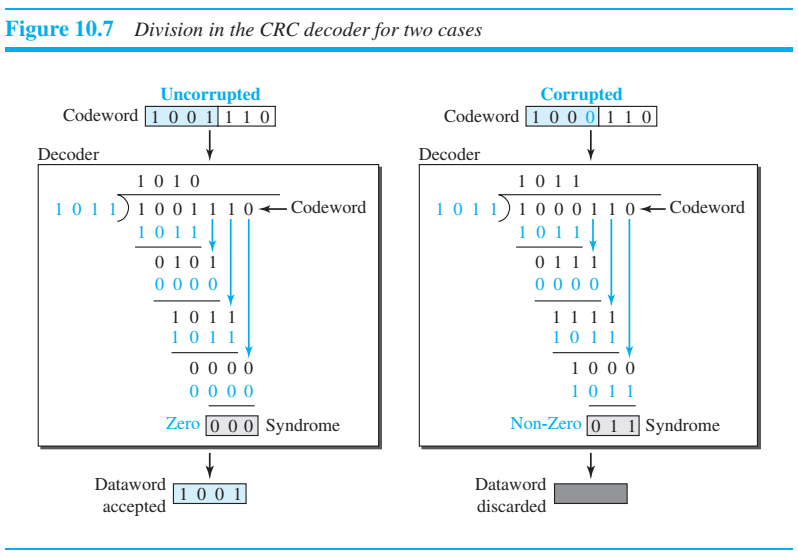 Figure 10.7 Division in the CRC decoder for two cases
Uncorrupted
Codeword 1 0 0 1 1 1 0
Decoder
1 0 1 0
1 0 1 1 ) 1 0 0 1 1 1 0 Codeword
1 0 1 1
0 1 0 1
0 0 0 0
1 0 1 1
1 0 1 1
0 0 0 0
0 0 0 0
Zero 0 0 0 Syndrome
Dataword accepted 1 0 0 1
Corrupted
Codeword 1 0 0 0 1 1 0
Decoder
1 0 1 1
1 0 1 1 ) 1 0 0 0 1 1 0 Codeword
1 0 1 1
0 1 1 1
0 0 0 0
1 1 1 1
1 0 1 1
1 0 0 0
1 0 1 1
Non-Zero 0 1 1 Syndrome
Dataword
discarded